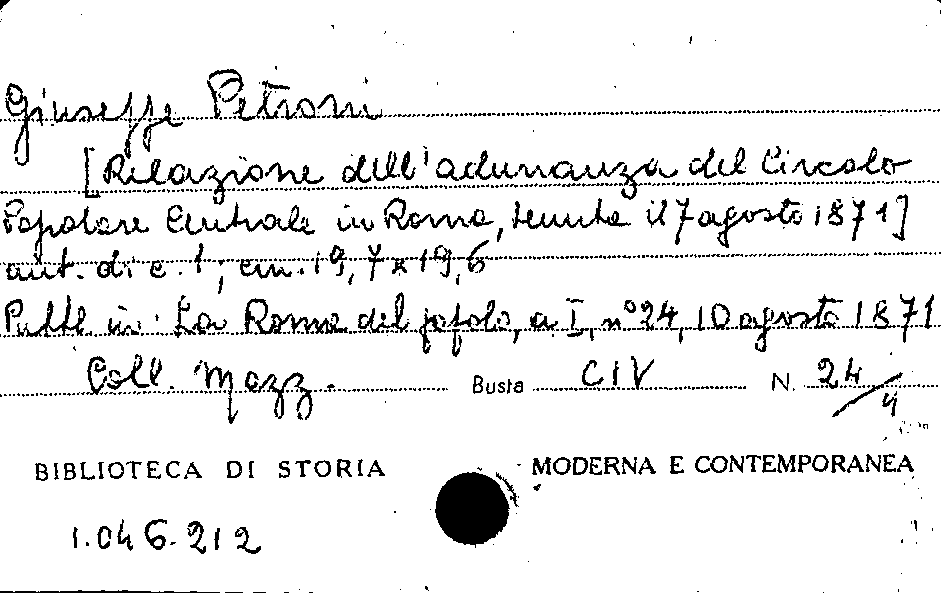 Giuseppe Petroni
[Relazione dell'adunanza del Circolo
Popolare Centrale in Roma, tenuta il 7 agosto 1871]
aut. di c. 1; cm. 19,7 x 19,6
Pubbl. in: La Roma del popolo, a. I, n° 24, 10 agosto 1871
Coll. Mazz. Busta CIV N. 24/4
BIBLIOTECA DI STORIA MODERNA E CONTEMPORANEA
1.046.212